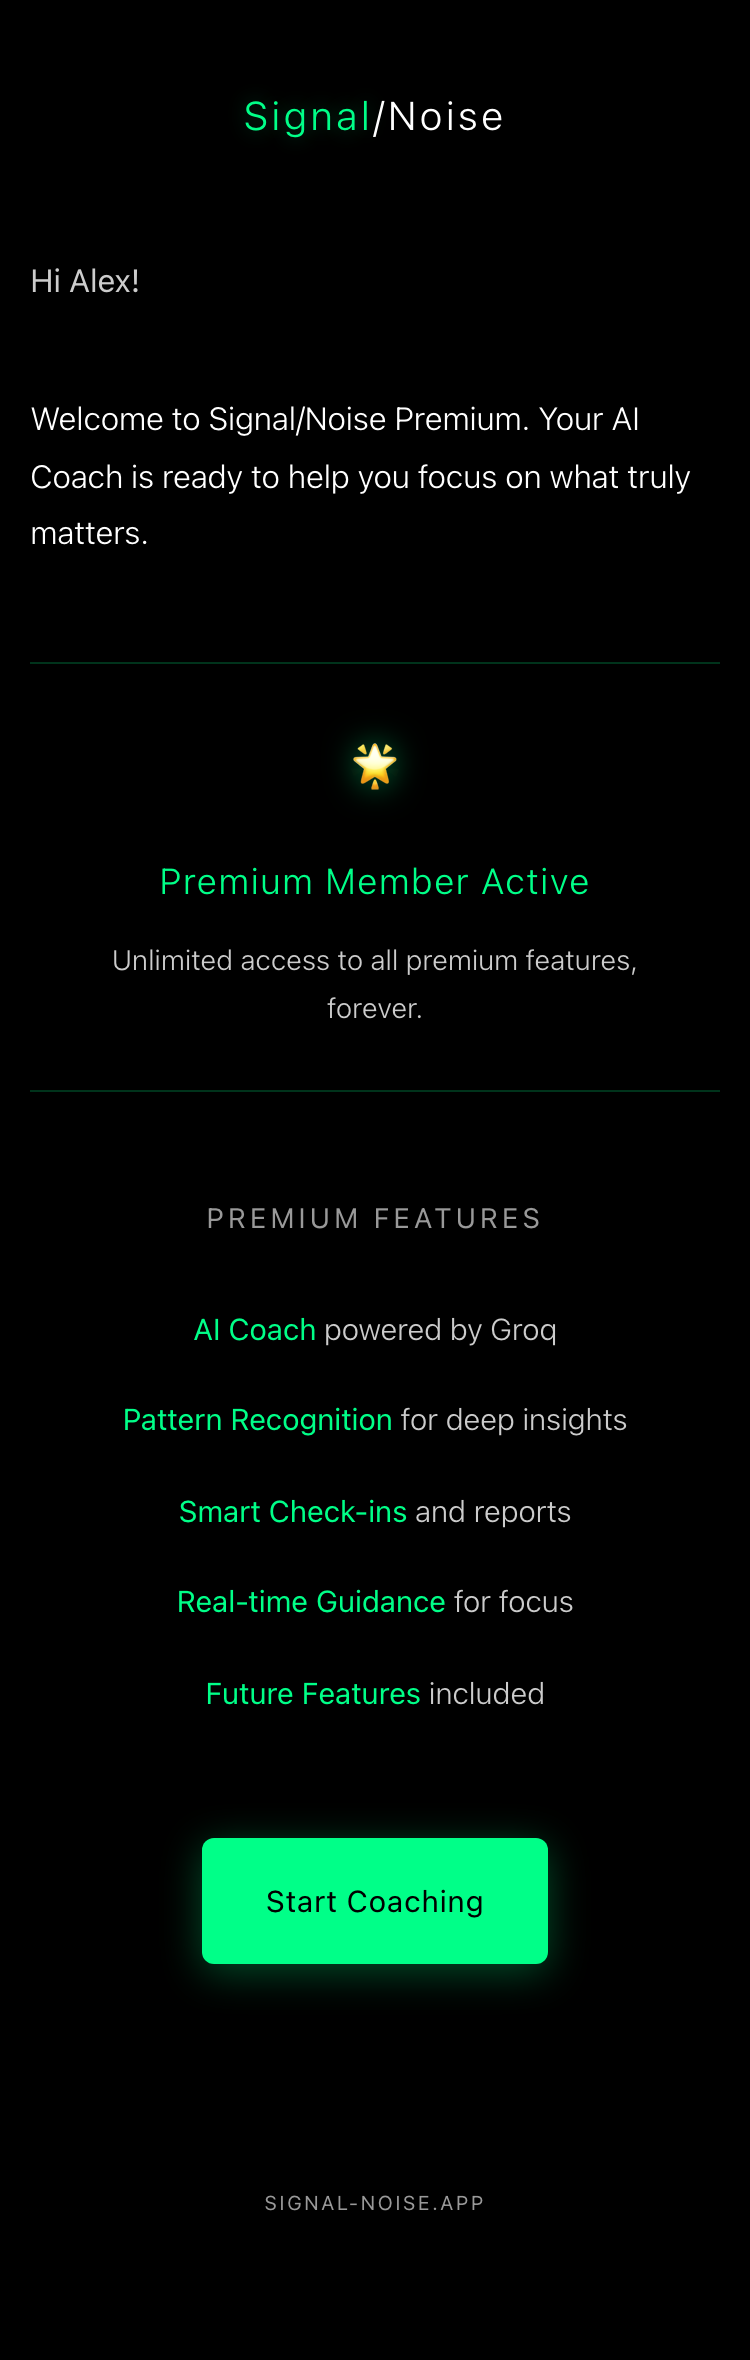 Signal/Noise
Hi Alex!
Welcome to Signal/Noise Premium. Your AI
Coach is ready to help you focus on what truly
matters.
Premium Member Active
Unlimited access to all premium features,
forever.
PREMIUM FEATURES
AI Coach powered by Groq
Pattern Recognition for deep insights
Smart Check-ins and reports
Real-time Guidance for focus
Future Features included
Start Coaching
SIGNAL-NOISE.APP